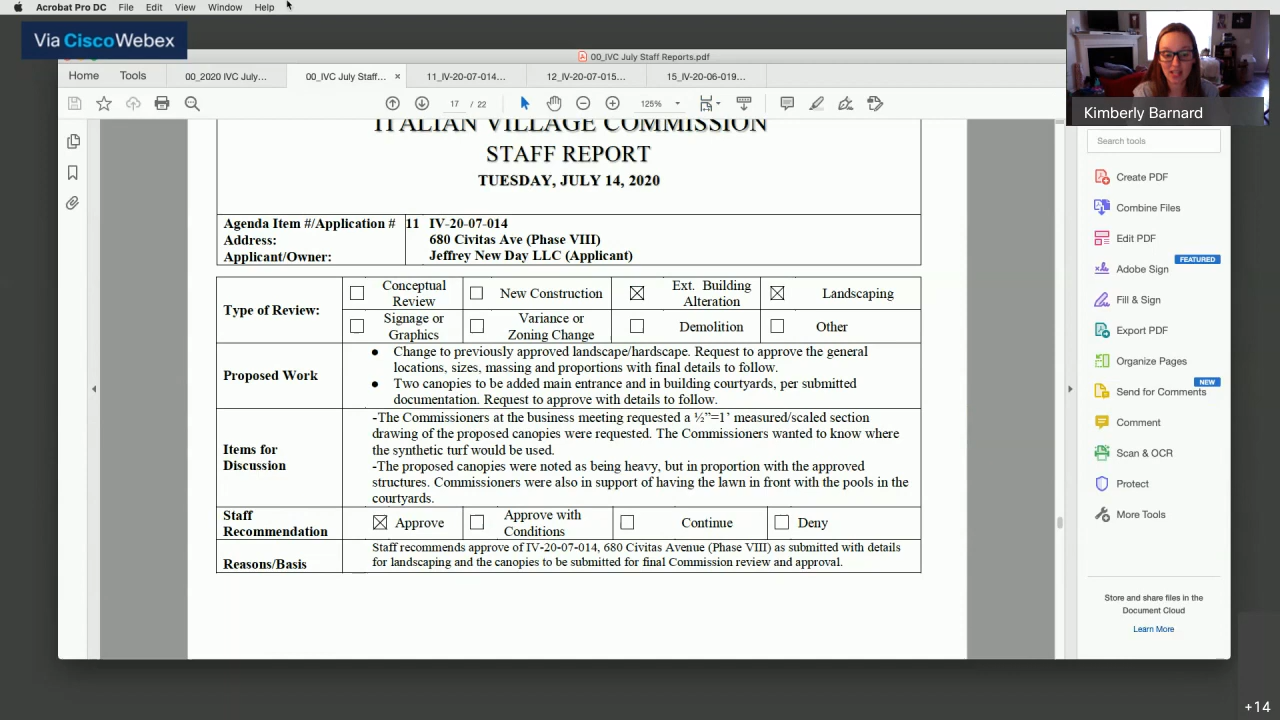 Acrobat Pro DC File Edit View Window Help
Via CiscoWebex
00_IVC July Staff Reports.pdf
Home Tools 00_2020 IVC July... 00_IVC July Staff... × 11_IV-20-07-014... 12_IV-20-07-015... 15_IV-20-06-019...
17 / 22 125%
Kimberly Barnard
ITALIAN VILLAGE COMMISSION
STAFF REPORT
TUESDAY, JULY 14, 2020
Agenda Item #/Application # 11 IV-20-07-014
Address: 680 Civitas Ave (Phase VIII)
Applicant/Owner: Jeffrey New Day LLC (Applicant)
Type of Review:
Conceptual Review
New Construction
Ext. Building Alteration
Landscaping
Signage or Graphics
Variance or Zoning Change
Demolition
Other
Proposed Work
● Change to previously approved landscape/hardscape. Request to approve the general
locations, sizes, massing and proportions with final details to follow.
● Two canopies to be added main entrance and in building courtyards, per submitted
documentation. Request to approve with details to follow.
Items for
Discussion
-The Commissioners at the business meeting requested a ½”=1’ measured/scaled section
drawing of the proposed canopies were requested. The Commissioners wanted to know where
the synthetic turf would be used.
-The proposed canopies were noted as being heavy, but in proportion with the approved
structures. Commissioners were also in support of having the lawn in front with the pools in the
courtyards.
Staff
Recommendation
Approve
Approve with
Conditions
Continue
Deny
Reasons/Basis
Staff recommends approve of IV-20-07-014, 680 Civitas Avenue (Phase VIII) as submitted with details
for landscaping and the canopies to be submitted for final Commission review and approval.
Search tools
Create PDF
Combine Files
Edit PDF
FEATURED
Adobe Sign
Fill & Sign
Export PDF
Organize Pages
NEW
Send for Comments
Comment
Scan & OCR
Protect
More Tools
Store and share files in the
Document Cloud
Learn More
+14